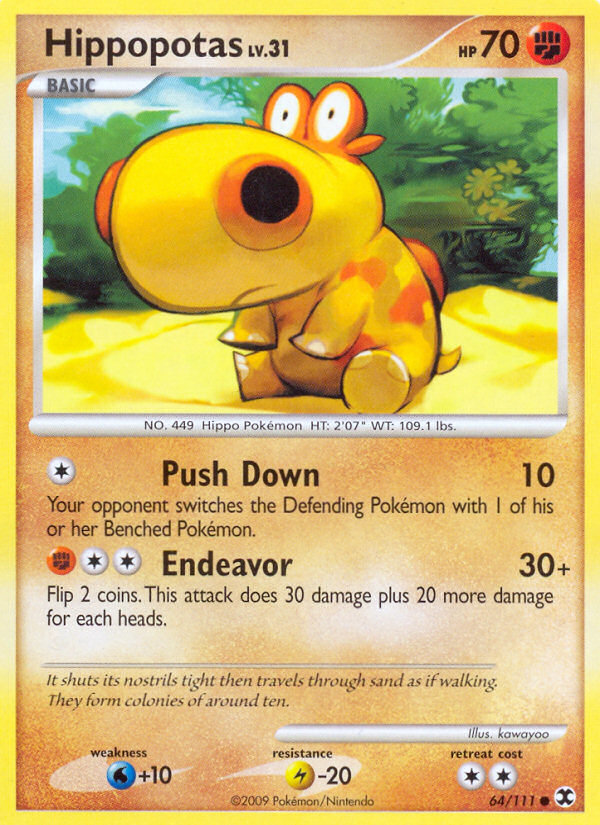 Hippopotas LV.31 HP 70
BASIC
NO. 449 Hippo Pokémon HT: 2'07" WT: 109.1 lbs.
Push Down 10
Your opponent switches the Defending Pokémon with 1 of his
or her Benched Pokémon.
Endeavor 30+
Flip 2 coins. This attack does 30 damage plus 20 more damage
for each heads.
It shuts its nostrils tight then travels through sand as if walking.
They form colonies of around ten.
Illus. kawayoo
weakness resistance retreat cost
+10 -20
©2009 Pokémon/Nintendo 64/111